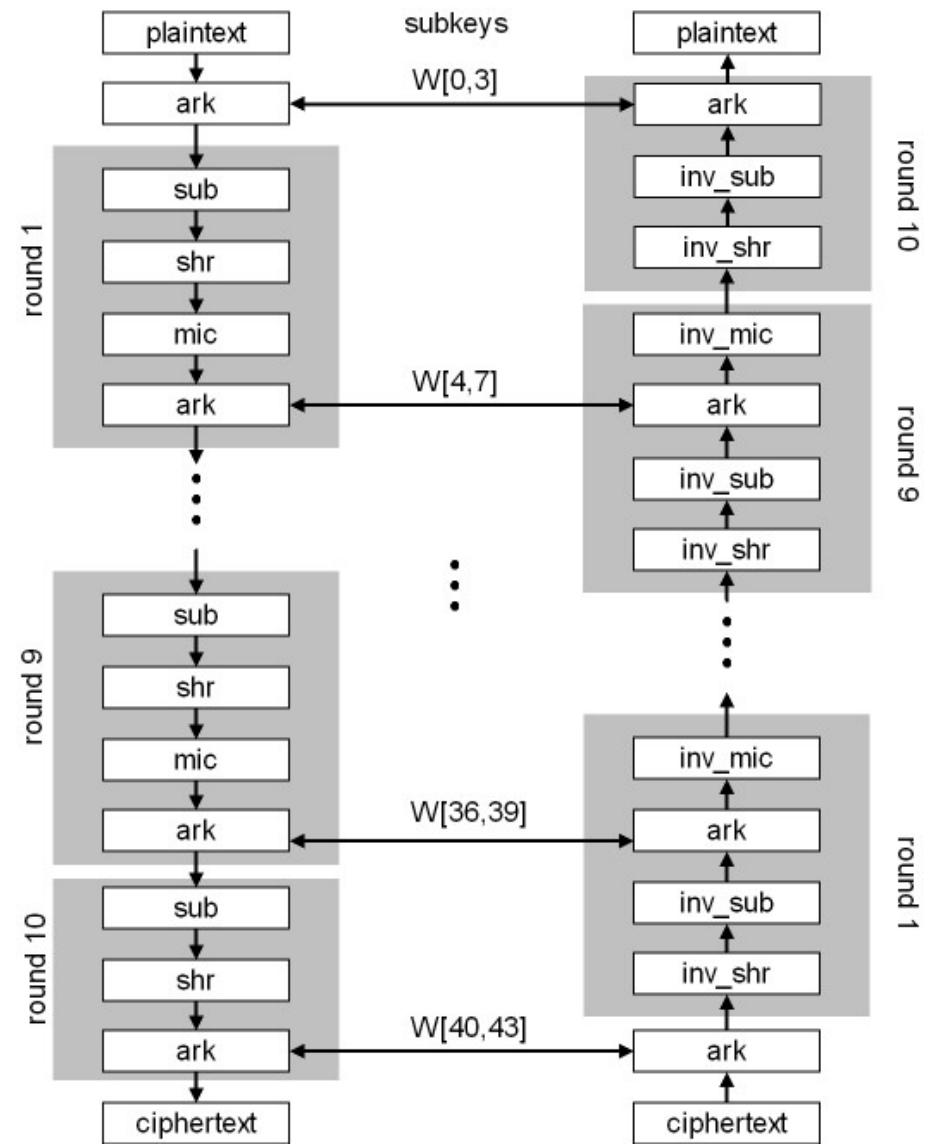 plaintext
subkeys
plaintext
ark
W[0,3]
ark
round 1
sub
inv_sub
round 10
shr
inv_shr
mic
inv_mic
ark
W[4,7]
ark
round 9
inv_sub
inv_shr
round 9
sub
shr
mic
inv_mic
round 1
ark
W[36,39]
ark
round 10
sub
inv_sub
shr
inv_shr
ark
W[40,43]
ark
ciphertext
ciphertext